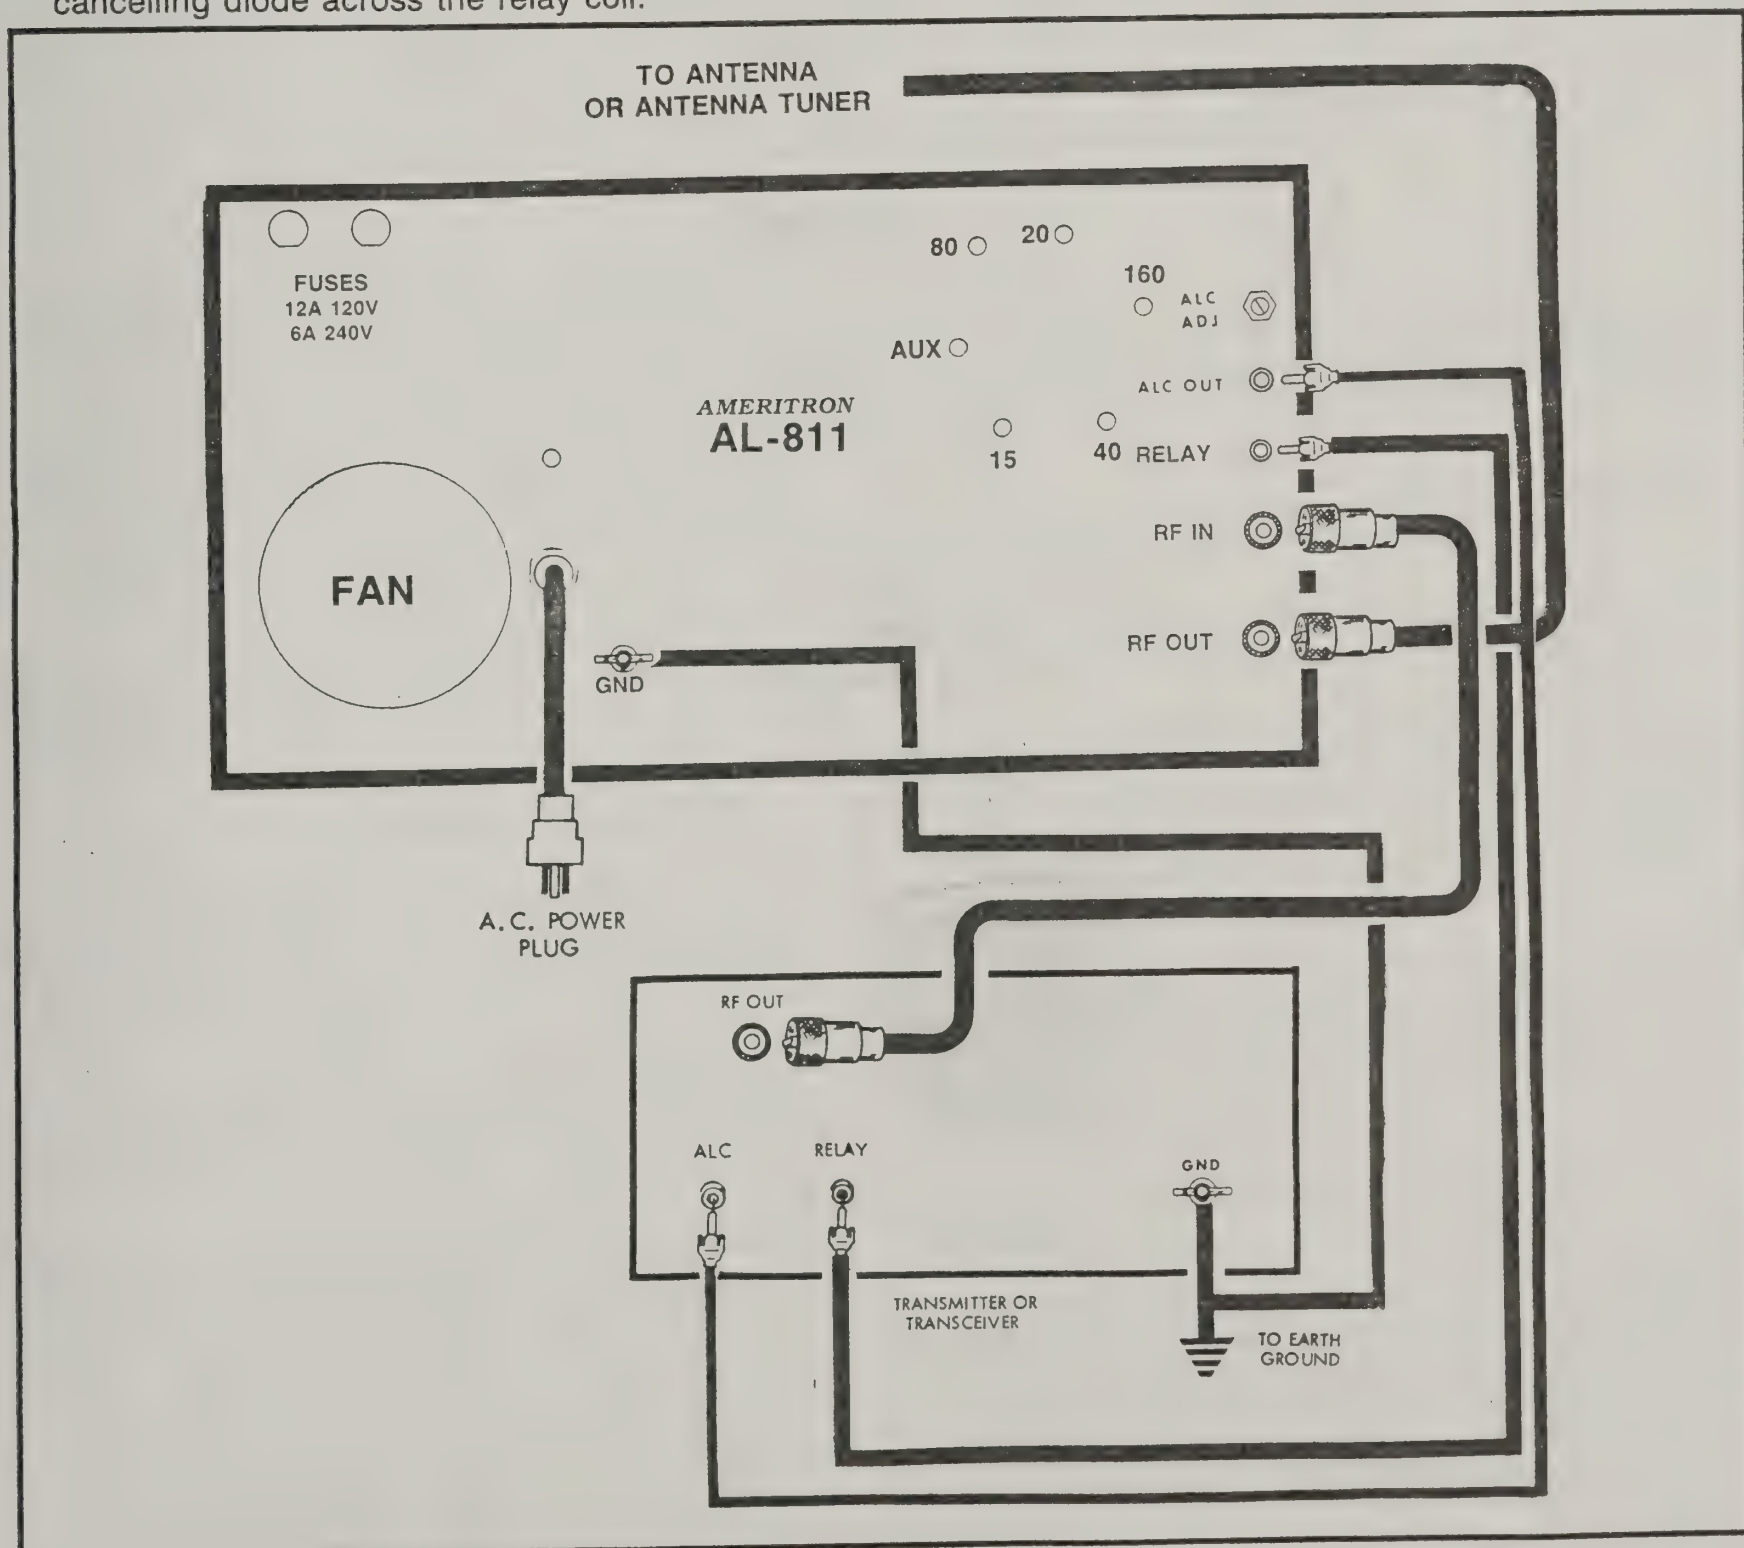 cancelling diode across the relay coil.
TO ANTENNA
OR ANTENNA TUNER
FUSES
12A 120V
6A 240V
80
20
160
ALC
ADJ
AUX
ALC OUT
AMERITRON
AL-811
15
40
RELAY
RF IN
FAN
RF OUT
GND
A.C. POWER
PLUG
RF OUT
ALC
RELAY
GND
TRANSMITTER OR
TRANSCEIVER
TO EARTH
GROUND